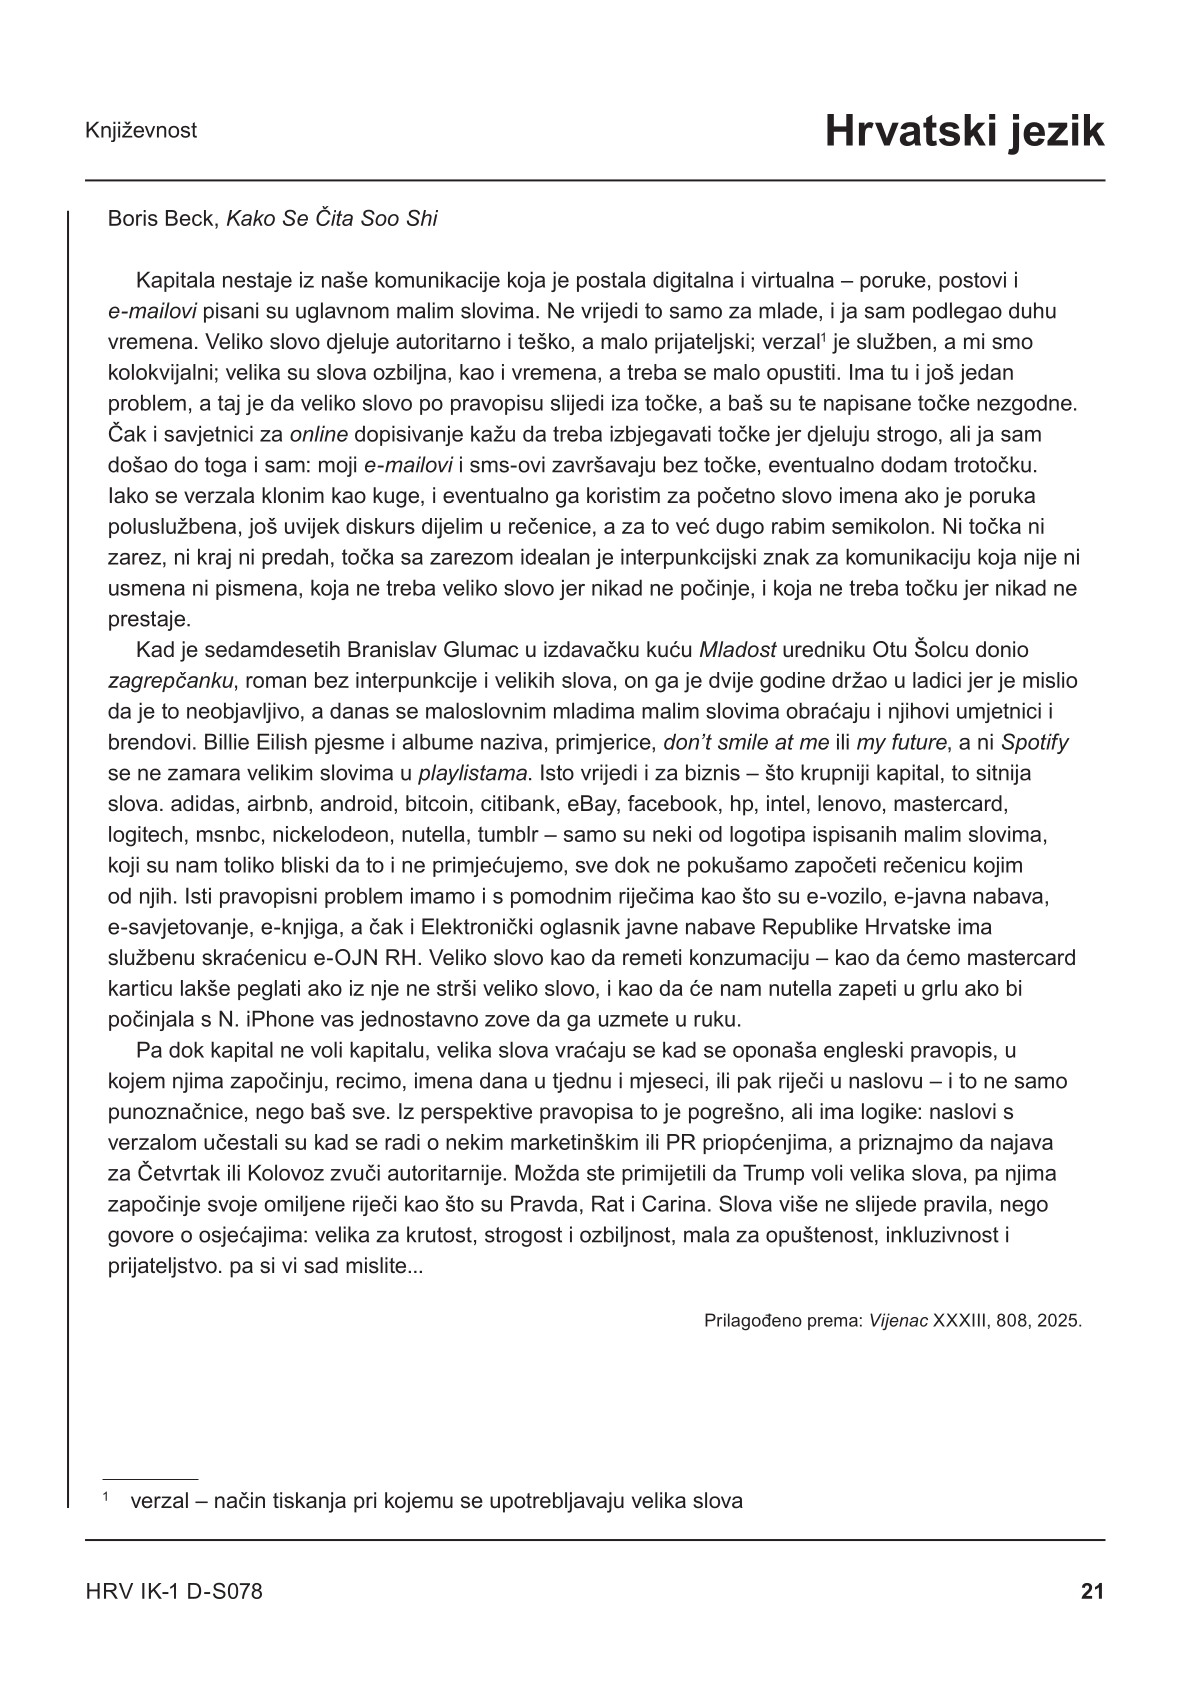 Književnost
Hrvatski jezik
Boris Beck, Kako Se Čita Soo Shi
Kapitala nestaje iz naše komunikacije koja je postala digitalna i virtualna – poruke, postovi i
e-mailovi pisani su uglavnom malim slovima. Ne vrijedi to samo za mlade, i ja sam podlegao duhu
vremena. Veliko slovo djeluje autoritarno i teško, a malo prijateljski; verzal¹ je služben, a mi smo
kolokvijalni; velika su slova ozbiljna, kao i vremena, a treba se malo opustiti. Ima tu i još jedan
problem, a taj je da veliko slovo po pravopisu slijedi iza točke, a baš su te napisane točke nezgodne.
Čak i savjetnici za online dopisivanje kažu da treba izbjegavati točke jer djeluju strogo, ali ja sam
došao do toga i sam: moji e-mailovi i sms-ovi završavaju bez točke, eventualno dodam trotočku.
Iako se verzala klonim kao kuge, i eventualno ga koristim za početno slovo imena ako je poruka
poluslužbena, još uvijek diskurs dijelim u rečenice, a za to već dugo rabim semikolon. Ni točka ni
zarez, ni kraj ni predah, točka sa zarezom idealan je interpunkcijski znak za komunikaciju koja nije ni
usmena ni pismena, koja ne treba veliko slovo jer nikad ne počinje, i koja ne treba točku jer nikad ne
prestaje.
Kad je sedamdesetih Branislav Glumac u izdavačku kuću Mladost uredniku Otu Šolcu donio
zagrepčanku, roman bez interpunkcije i velikih slova, on ga je dvije godine držao u ladici jer je mislio
da je to neobjavljivo, a danas se maloslovnim mladima malim slovima obraćaju i njihovi umjetnici i
brendovi. Billie Eilish pjesme i albume naziva, primjerice, don’t smile at me ili my future, a ni Spotify
se ne zamara velikim slovima u playlistama. Isto vrijedi i za biznis – što krupniji kapital, to sitnija
slova. adidas, airbnb, android, bitcoin, citibank, eBay, facebook, hp, intel, lenovo, mastercard,
logitech, msnbc, nickelodeon, nutella, tumblr – samo su neki od logotipa ispisanih malim slovima,
koji su nam toliko bliski da to i ne primjećujemo, sve dok ne pokušamo započeti rečenicu kojim
od njih. Isti pravopisni problem imamo i s pomodnim riječima kao što su e-vozilo, e-javna nabava,
e-savjetovanje, e-knjiga, a čak i Elektronički oglasnik javne nabave Republike Hrvatske ima
službenu skraćenicu e-OJN RH. Veliko slovo kao da remeti konzumaciju – kao da ćemo mastercard
karticu lakše peglati ako iz nje ne strši veliko slovo, i kao da će nam nutella zapeti u grlu ako bi
počinjala s N. iPhone vas jednostavno zove da ga uzmete u ruku.
Pa dok kapital ne voli kapitalu, velika slova vraćaju se kad se oponaša engleski pravopis, u
kojem njima započinju, recimo, imena dana u tjednu i mjeseci, ili pak riječi u naslovu – i to ne samo
punoznačnice, nego baš sve. Iz perspektive pravopisa to je pogrešno, ali ima logike: naslovi s
verzalom učestali su kad se radi o nekim marketinškim ili PR priopćenjima, a priznajmo da najava
za Četvrtak ili Kolovoz zvuči autoritarnije. Možda ste primijetili da Trump voli velika slova, pa njima
započinje svoje omiljene riječi kao što su Pravda, Rat i Carina. Slova više ne slijede pravila, nego
govore o osjećajima: velika za krutost, strogost i ozbiljnost, mala za opuštenost, inkluzivnost i
prijateljstvo. pa si vi sad mislite...
Prilagođeno prema: Vijenac XXXIII, 808, 2025.
¹ verzal – način tiskanja pri kojemu se upotrebljavaju velika slova
HRV IK-1 D-S078
21